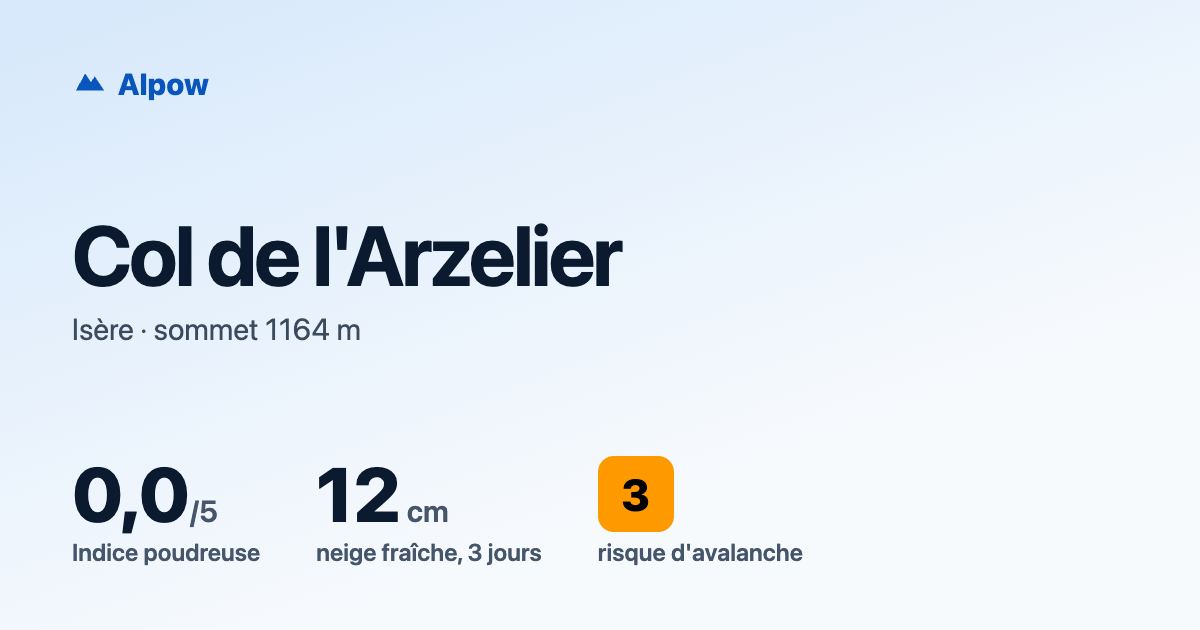 Alpow
Col de l'Arzelier
Isère · sommet 1164 m
0,0/5
Indice poudreuse
12 cm
neige fraîche, 3 jours
3
risque d'avalanche